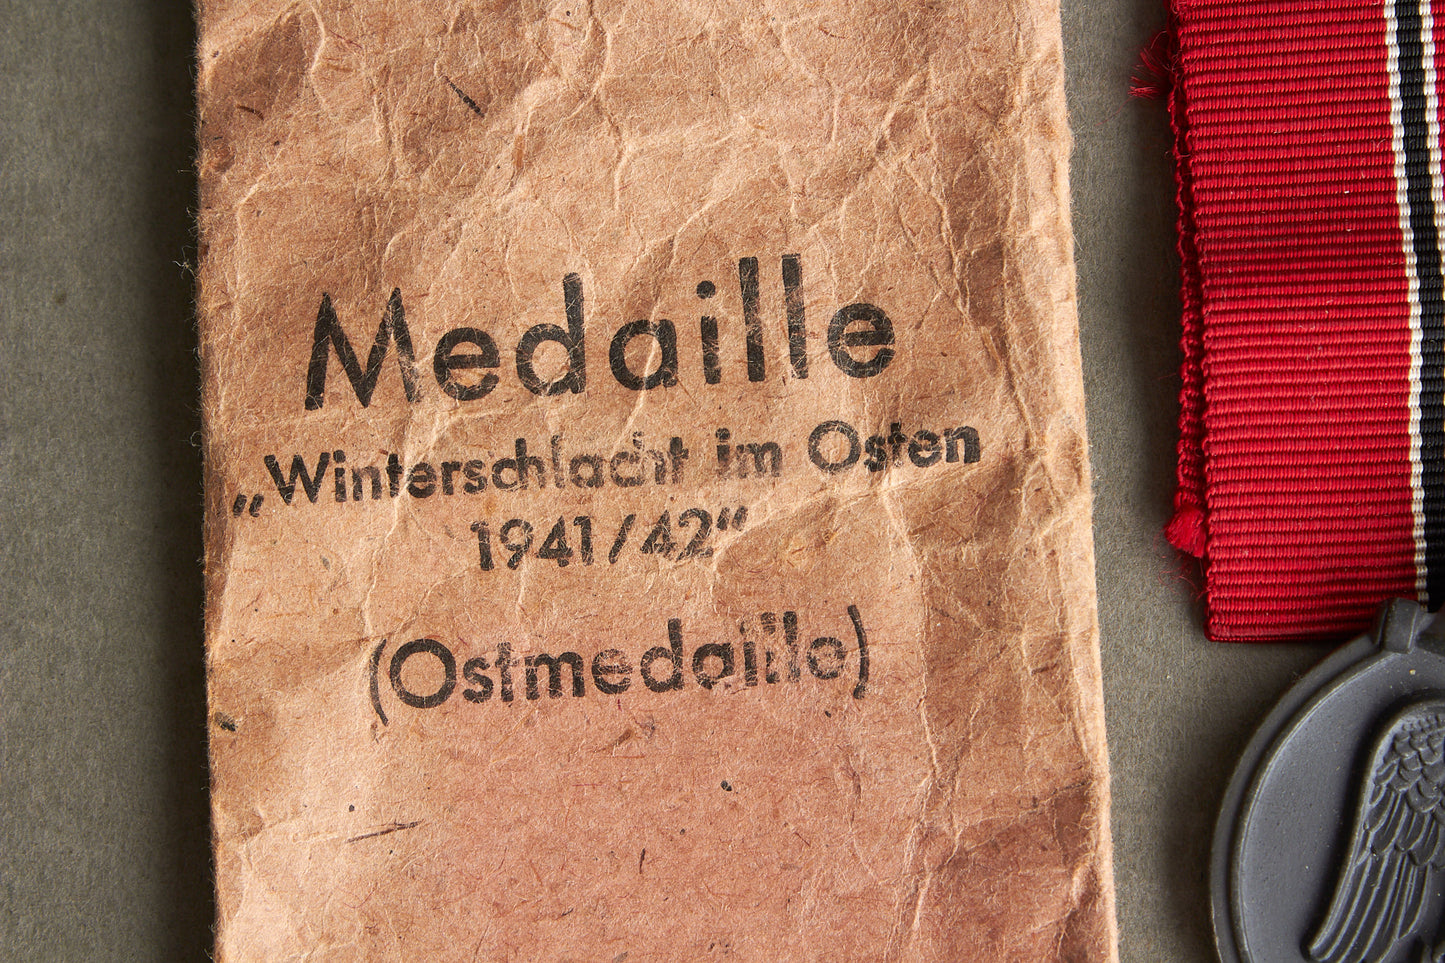 Medaille
„Winterschlacht im Osten
1941/42“
(Ostmedaille)